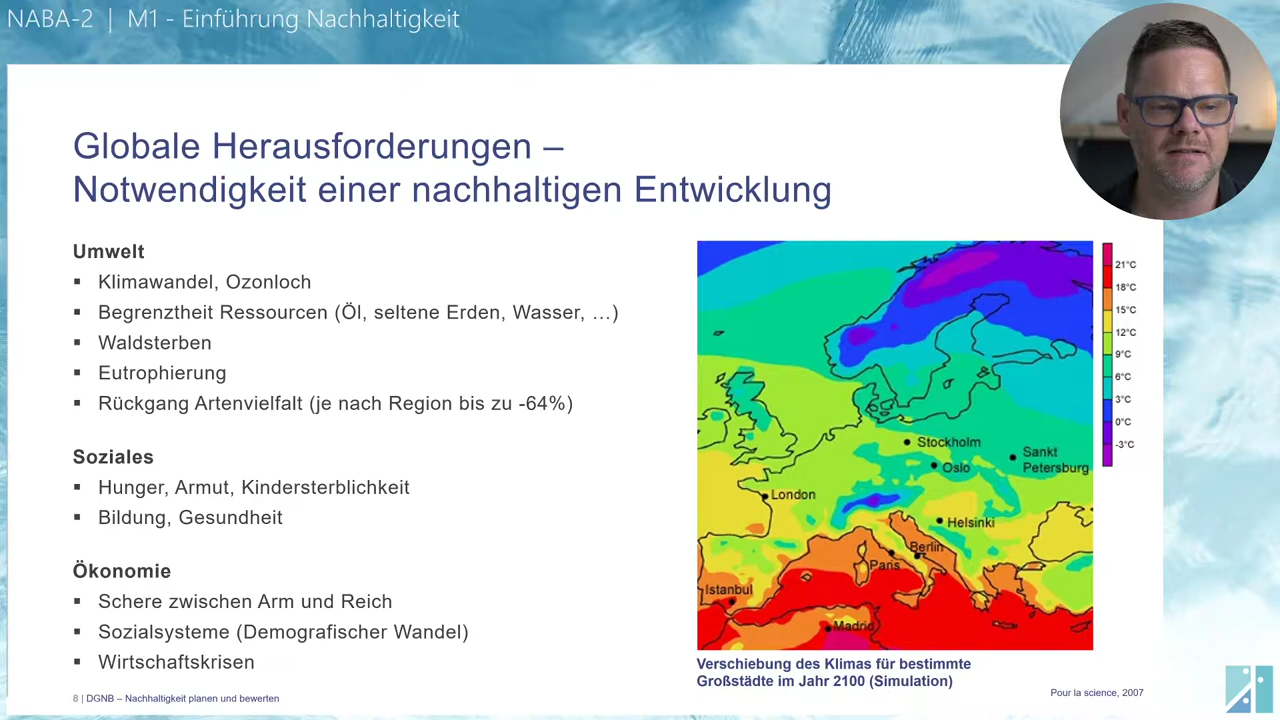 NABA-2 | M1 - Einführung Nachhaltigkeit
Globale Herausforderungen –
Notwendigkeit einer nachhaltigen Entwicklung
Umwelt
▪ Klimawandel, Ozonloch
▪ Begrenztheit Ressourcen (Öl, seltene Erden, Wasser, …)
▪ Waldsterben
▪ Eutrophierung
▪ Rückgang Artenvielfalt (je nach Region bis zu -64%)
Soziales
▪ Hunger, Armut, Kindersterblichkeit
▪ Bildung, Gesundheit
Ökonomie
▪ Schere zwischen Arm und Reich
▪ Sozialsysteme (Demografischer Wandel)
▪ Wirtschaftskrisen
21°C
18°C
15°C
12°C
9°C
6°C
3°C
0°C
-3°C
Stockholm
Oslo
Sankt
Petersburg
London
Helsinki
Berlin
Paris
Istanbul
Madrid
Verschiebung des Klimas für bestimmte
Großstädte im Jahr 2100 (Simulation)
Pour la science, 2007
8 | DGNB – Nachhaltigkeit planen und bewerten